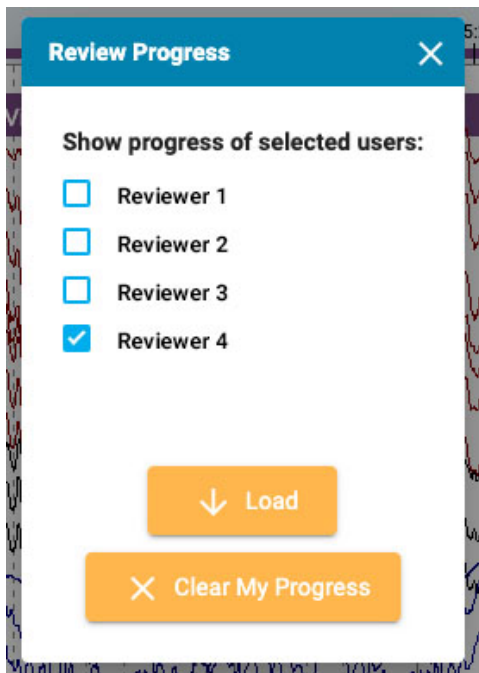 Review Progress
5:
V
Show progress of selected users:
Reviewer 1
Reviewer 2
Reviewer 3
Reviewer 4
Load
Clear My Progress